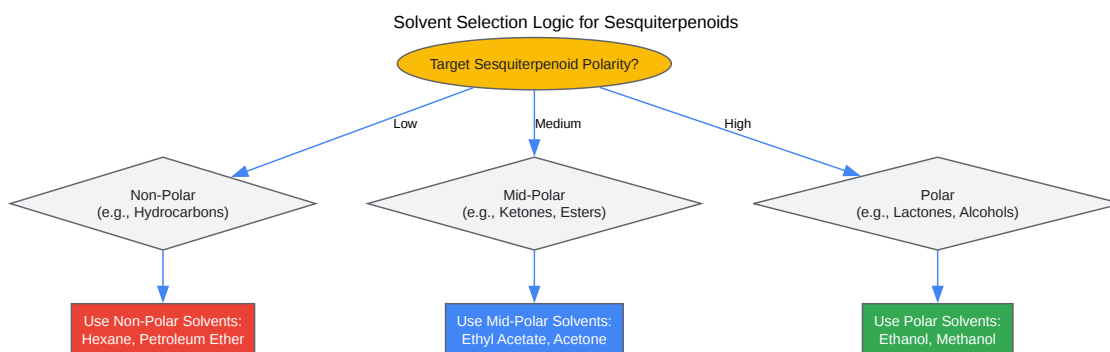 Solvent Selection Logic for Sesquiterpenoids
Target Sesquiterpenoid Polarity?
Low
Medium
High
Non-Polar
(e.g., Hydrocarbons)
Mid-Polar
(e.g., Ketones, Esters)
Polar
(e.g., Lactones, Alcohols)
Use Non-Polar Solvents:
Hexane, Petroleum Ether
Use Mid-Polar Solvents:
Ethyl Acetate, Acetone
Use Polar Solvents:
Ethanol, Methanol